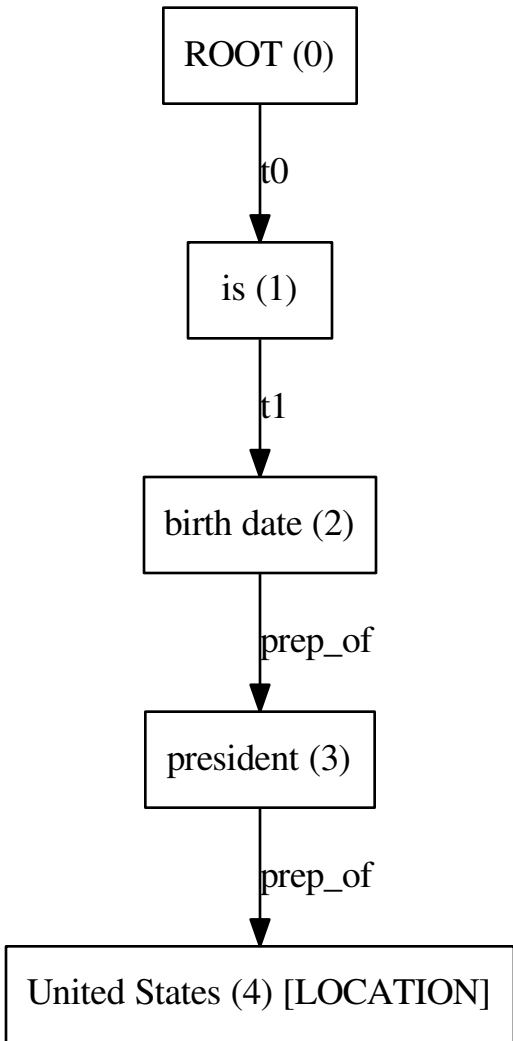 ROOT (0)
t0
is (1)
t1
birth date (2)
prep_of
president (3)
prep_of
United States (4) [LOCATION]